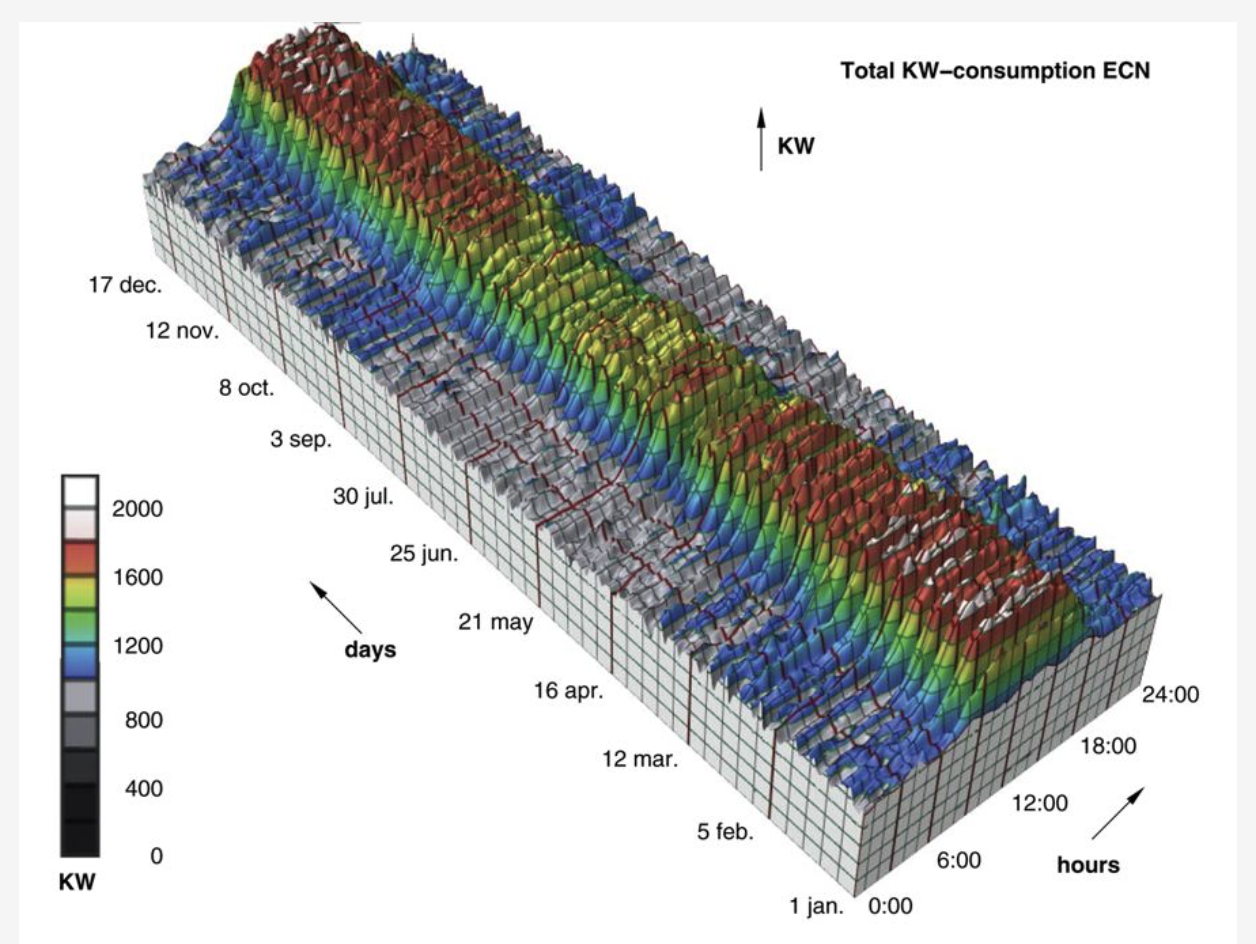 Total KW–consumption ECN
KW
17 dec.
12 nov.
8 oct.
3 sep.
30 jul.
25 jun.
21 may
16 apr.
12 mar.
5 feb.
1 jan.
days
0:00
6:00
12:00
18:00
24:00
hours
2000
1600
1200
800
400
0
KW